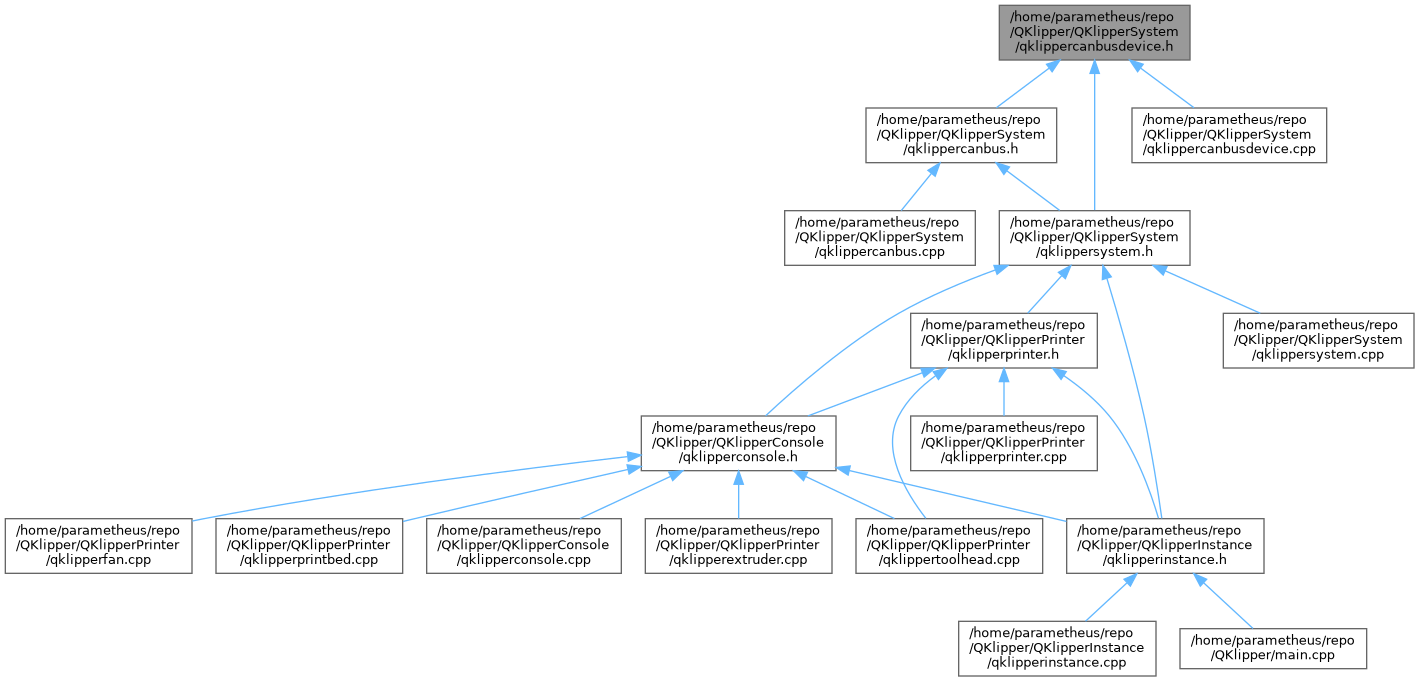 /home/parametheus/repo
/QKlipper/QKlipperSystem
/qklippercanbusdevice.h
/home/parametheus/repo
/QKlipper/QKlipperSystem
/qklippercanbus.h
/home/parametheus/repo
/QKlipper/QKlipperSystem
/qklippercanbusdevice.cpp
/home/parametheus/repo
/QKlipper/QKlipperSystem
/qklippercanbus.cpp
/home/parametheus/repo
/QKlipper/QKlipperSystem
/qklippersystem.h
/home/parametheus/repo
/QKlipper/QKlipperPrinter
/qklipperprinter.h
/home/parametheus/repo
/QKlipper/QKlipperSystem
/qklippersystem.cpp
/home/parametheus/repo
/QKlipper/QKlipperConsole
/qklipperconsole.h
/home/parametheus/repo
/QKlipper/QKlipperPrinter
/qklipperprinter.cpp
/home/parametheus/repo
/QKlipper/QKlipperPrinter
/qklipperfan.cpp
/home/parametheus/repo
/QKlipper/QKlipperPrinter
/qklipperprintbed.cpp
/home/parametheus/repo
/QKlipper/QKlipperConsole
/qklipperconsole.cpp
/home/parametheus/repo
/QKlipper/QKlipperPrinter
/qklipperextruder.cpp
/home/parametheus/repo
/QKlipper/QKlipperPrinter
/qklippertoolhead.cpp
/home/parametheus/repo
/QKlipper/QKlipperInstance
/qklipperinstance.h
/home/parametheus/repo
/QKlipper/QKlipperInstance
/qklipperinstance.cpp
/home/parametheus/repo
/QKlipper/main.cpp